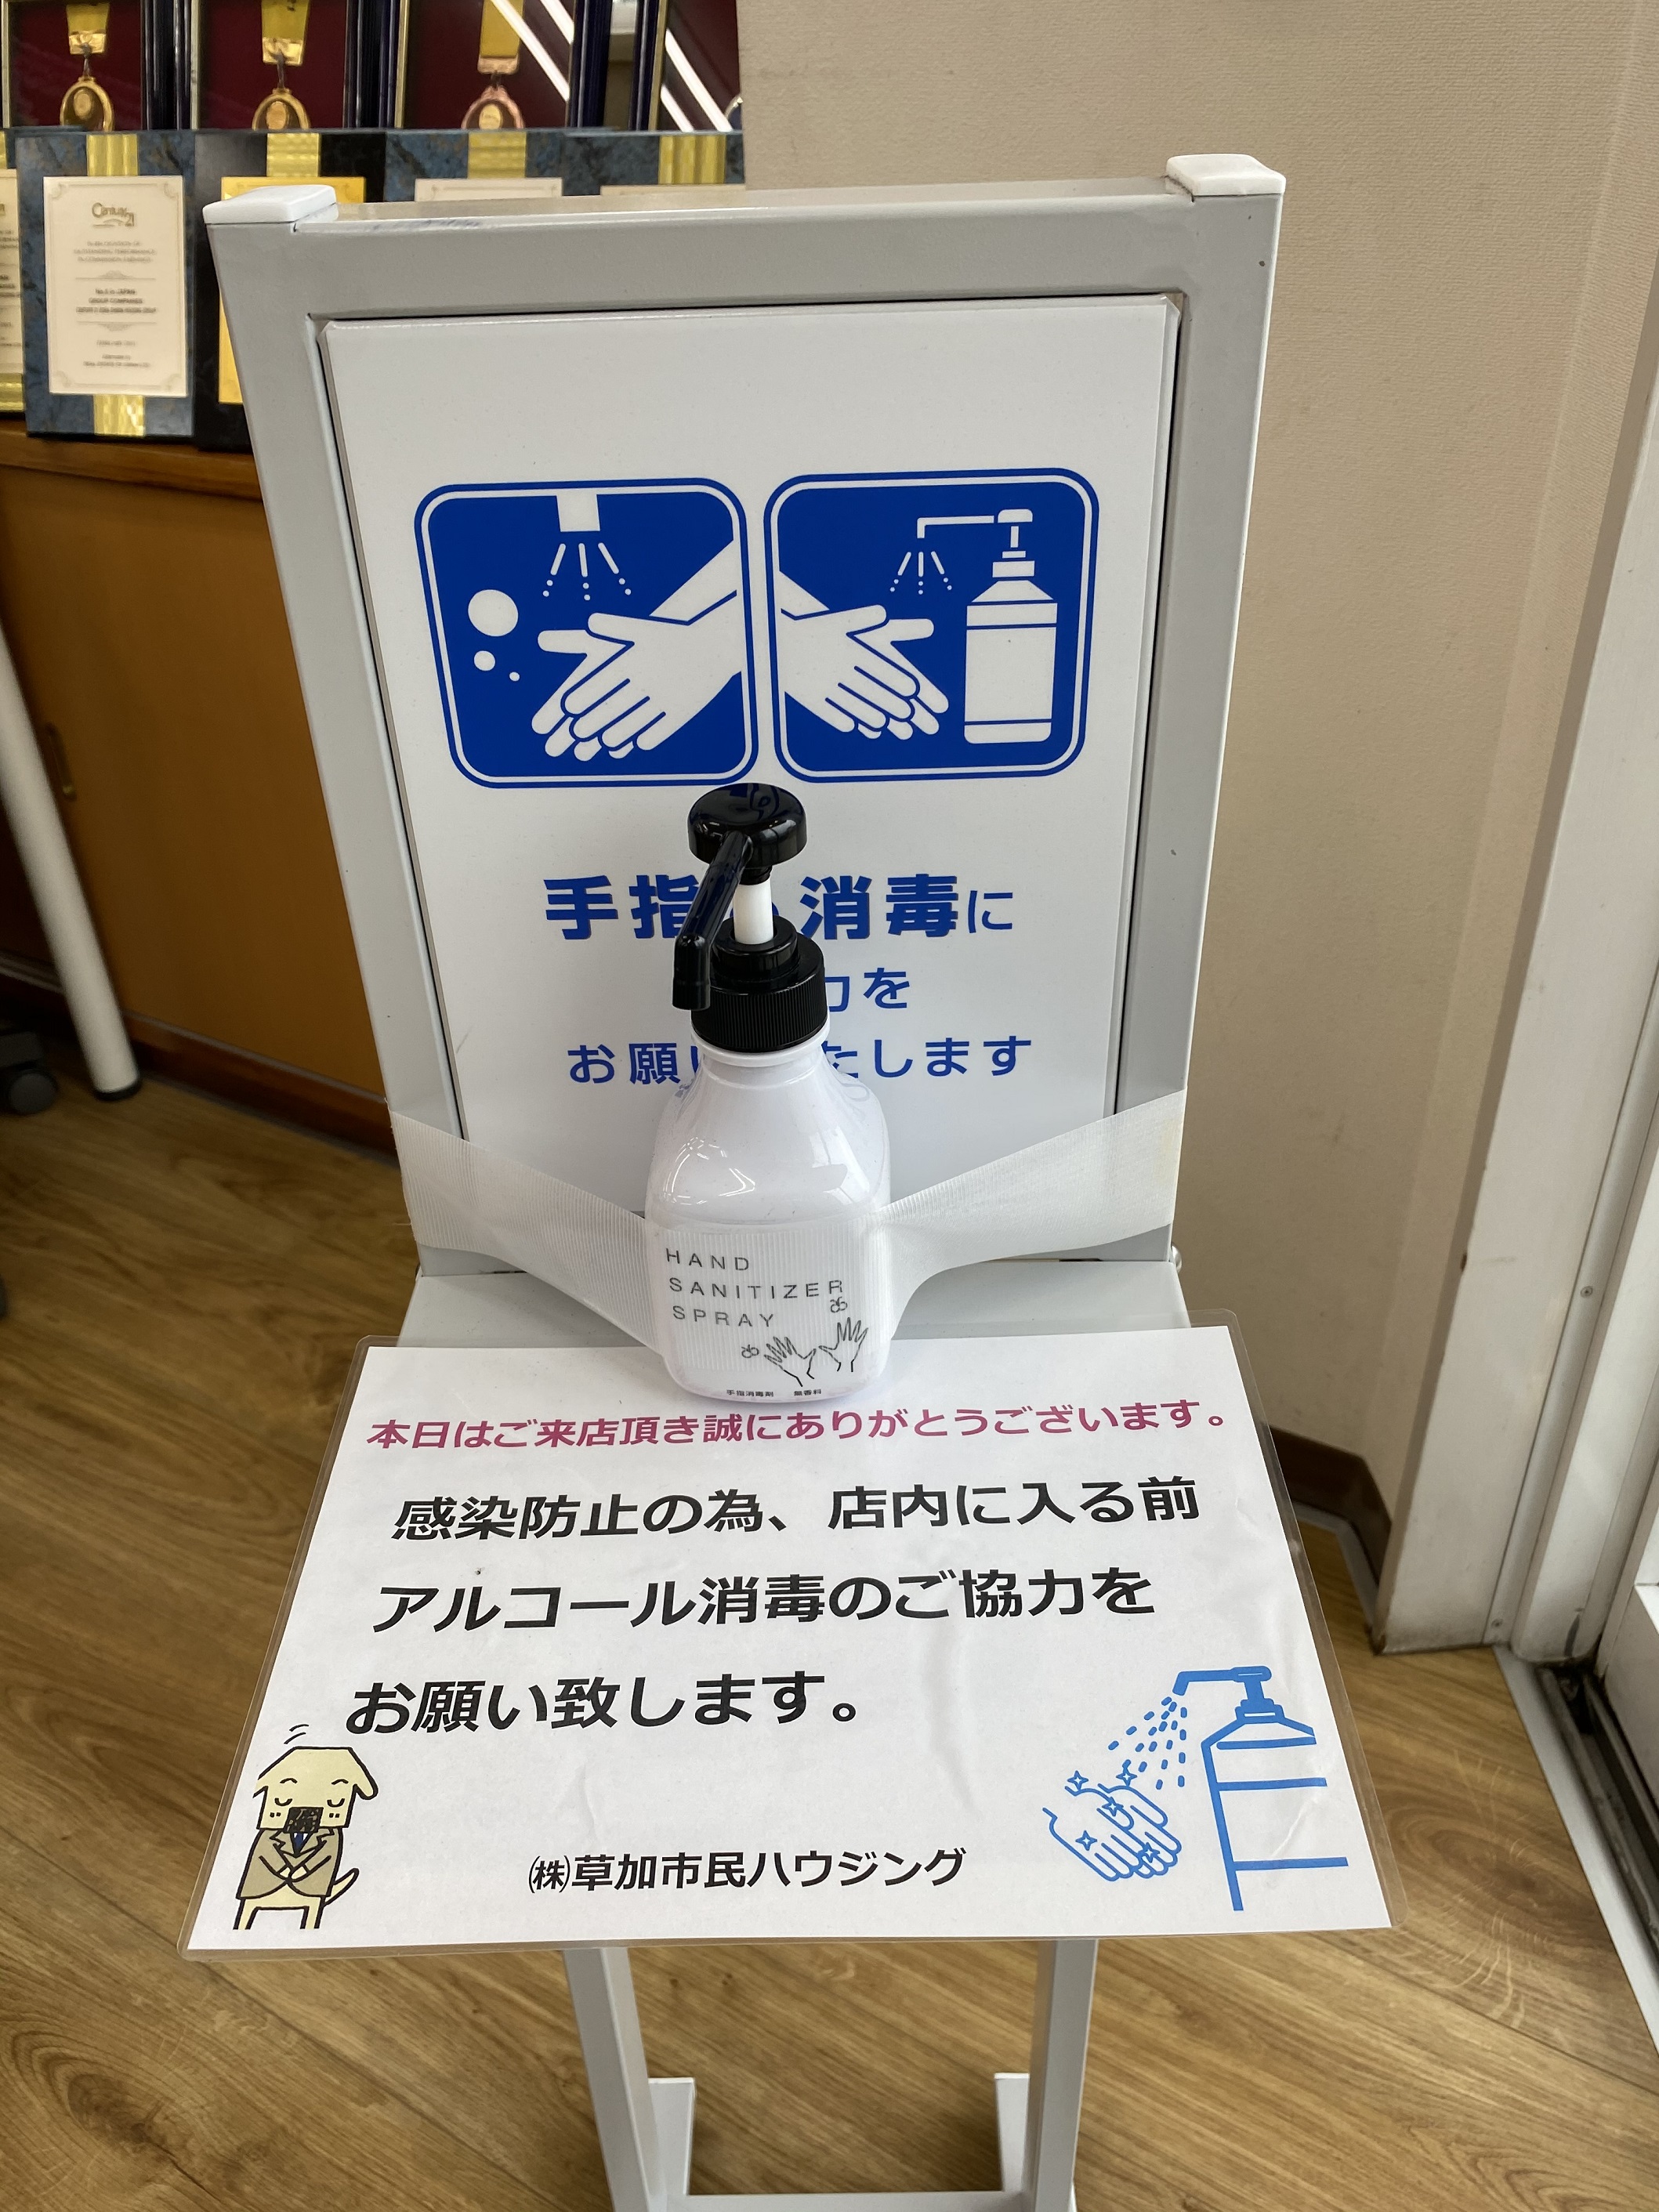 Century 21
手指 消毒に
力を
お願い たします
HAND
SANITIZER
SPRAY
手指消毒剤 無香料
本日はご来店頂き誠にありがとうございます。
感染防止の為、店内に入る前
アルコール消毒のご協力を
お願い致します。
㈱草加市民ハウジング